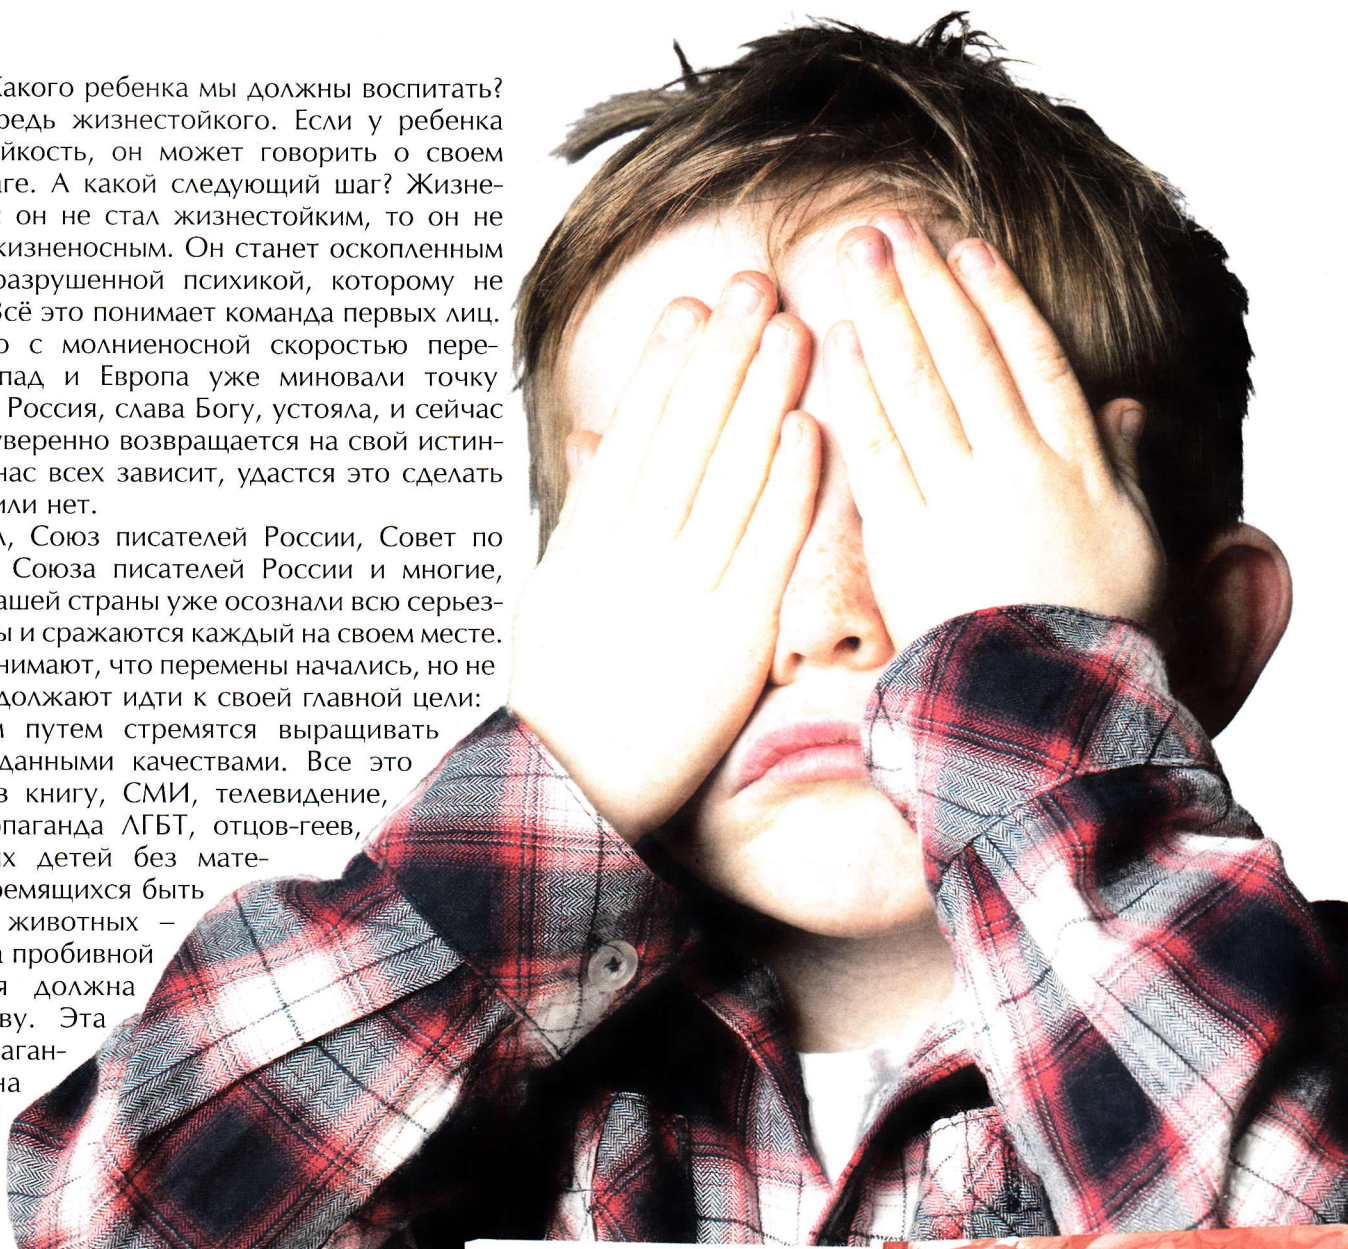 Какого ребенка мы должны воспитать?
редь жизнестойкого. Если у ребенка
йкость, он может говорить о своем
ге. А какой следующий шаг? Жизне-
он не стал жизнестойким, то он не
жизненосным. Он станет оскопленным
разрушенной психикой, которому не
Всё это понимает команда первых лиц.
о с молниеносной скоростью пере-
пад и Европа уже миновали точку
Россия, слава Богу, устояла, и сейчас
уверенно возвращается на свой истин-
нас всех зависит, удастся это сделать
или нет.
л, Союз писателей России, Совет по
Союза писателей России и многие,
ашей страны уже осознали всю серьез-
ы и сражаются каждый на своем месте.
нимают, что перемены начались, но не
должают идти к своей главной цели:
м путем стремятся выращивать
данными качествами. Все это
з книгу, СМИ, телевидение,
паганда ЛГБТ, отцов-геев,
х детей без мате-
ремящихся быть
животных –
а пробивной
я должна
ву. Эта
аган-
на